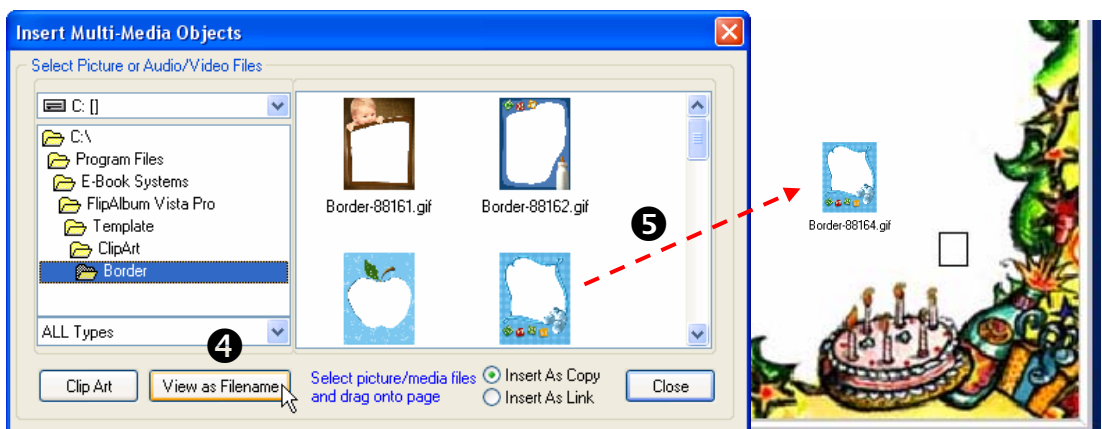 Insert Multi-Media Objects
Select Picture or Audio/Video Files
C: []
C:\
Program Files
E-Book Systems
FlipAlbum Vista Pro
Template
ClipArt
Border
ALL Types
Border-88161.gif
Border-88162.gif
❺
Border-88164.gif
❹
Clip Art
View as Filename
Select picture/media files
and drag onto page
Insert As Copy
Insert As Link
Close